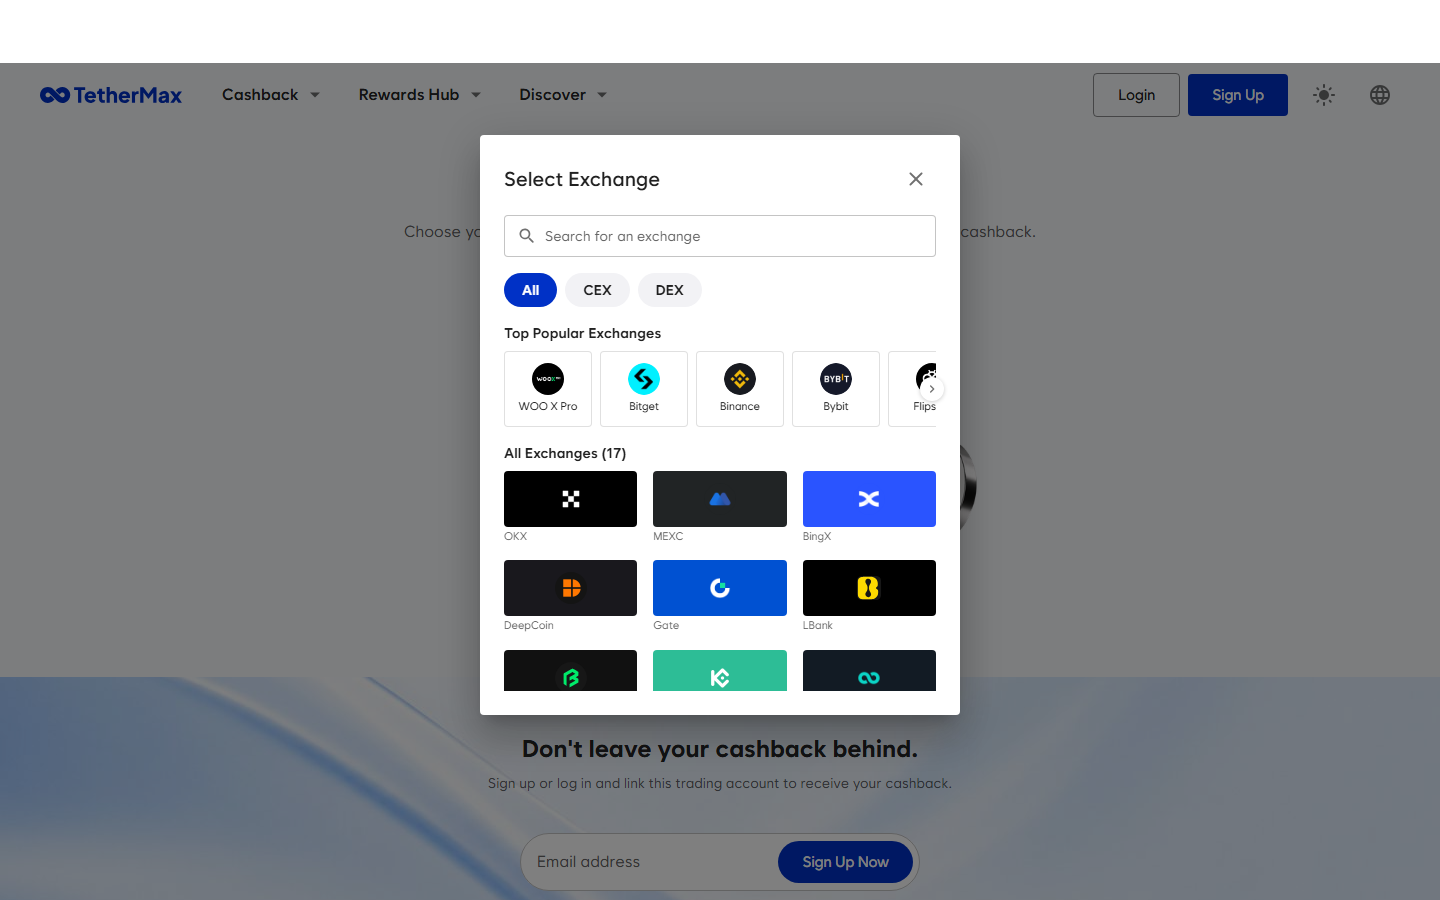 TetherMax
Cashback
Rewards Hub
Discover
Login
Sign Up
Select Exchange
Choose
cashback.
Search for an exchange
All
CEX
DEX
Top Popular Exchanges
WOO X Pro
Bitget
BYBIT
Binance
Bybit
All Exchanges (17)
OKX
MEXC
BingX
DeepCoin
Gate
LBank
Don't leave your cashback behind.
Sign up or log in and link this trading account to receive your cashback.
Email address
Sign Up Now